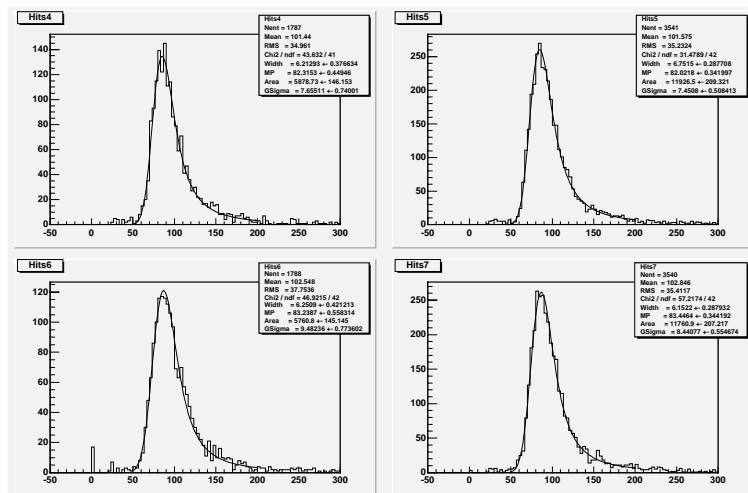 Hits4
Hits4
Nent = 1787
Mean = 101.44
RMS = 34.961
Chi2 / ndf = 43.632 / 41
Width = 6.21293 +- 0.376634
MP = 82.3153 +- 0.44946
Area = 5878.73 +- 146.153
GSigma = 7.65511 +- 0.74001
140
120
100
80
60
40
20
0
-50 0 50 100 150 200 250 300
Hits5
Hits5
Nent = 3541
Mean = 101.575
RMS = 35.2324
Chi2 / ndf = 31.4789 / 42
Width = 6.7515 +- 0.287708
MP = 82.0218 +- 0.341997
Area = 11926.5 +- 209.321
GSigma = 7.4508 +- 0.508413
250
200
150
100
50
0
-50 0 50 100 150 200 250 300
Hits6
Hits6
Nent = 1788
Mean = 102.548
RMS = 37.7536
Chi2 / ndf = 46.9215 / 42
Width = 6.2509 +- 0.421213
MP = 83.2387 +- 0.558314
Area = 5760.8 +- 145.145
GSigma = 9.48236 +- 0.773602
120
100
80
60
40
20
0
-50 0 50 100 150 200 250 300
Hits7
Hits7
Nent = 3540
Mean = 102.846
RMS = 35.4117
Chi2 / ndf = 57.2174 / 42
Width = 6.1522 +- 0.287932
MP = 83.4464 +- 0.344192
Area = 11760.9 +- 207.217
GSigma = 8.44077 +- 0.554674
250
200
150
100
50
0
-50 0 50 100 150 200 250 300